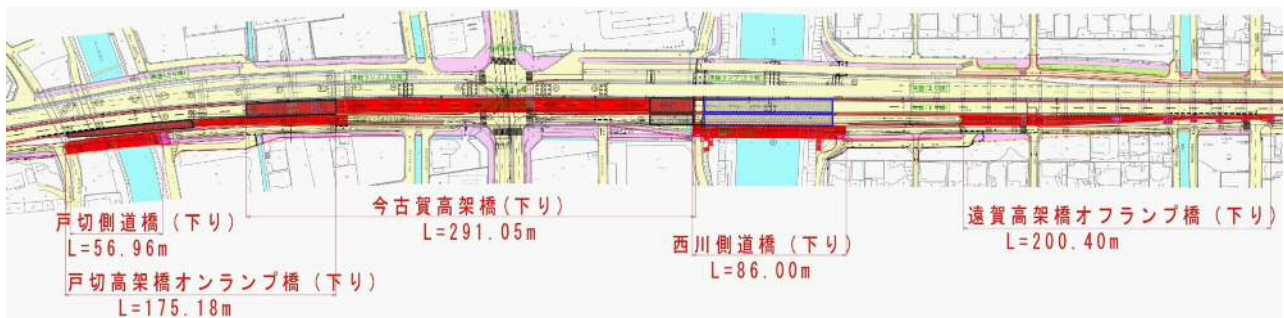 戸切側道橋（下り）
L=56.96m
戸切高架橋オンランプ橋（下り）
L=175.18m
今古賀高架橋(下り)
L=291.05m
西川側道橋（下り）
L=86.00m
遠賀高架橋オフランプ橋（下り）
L=200.40m